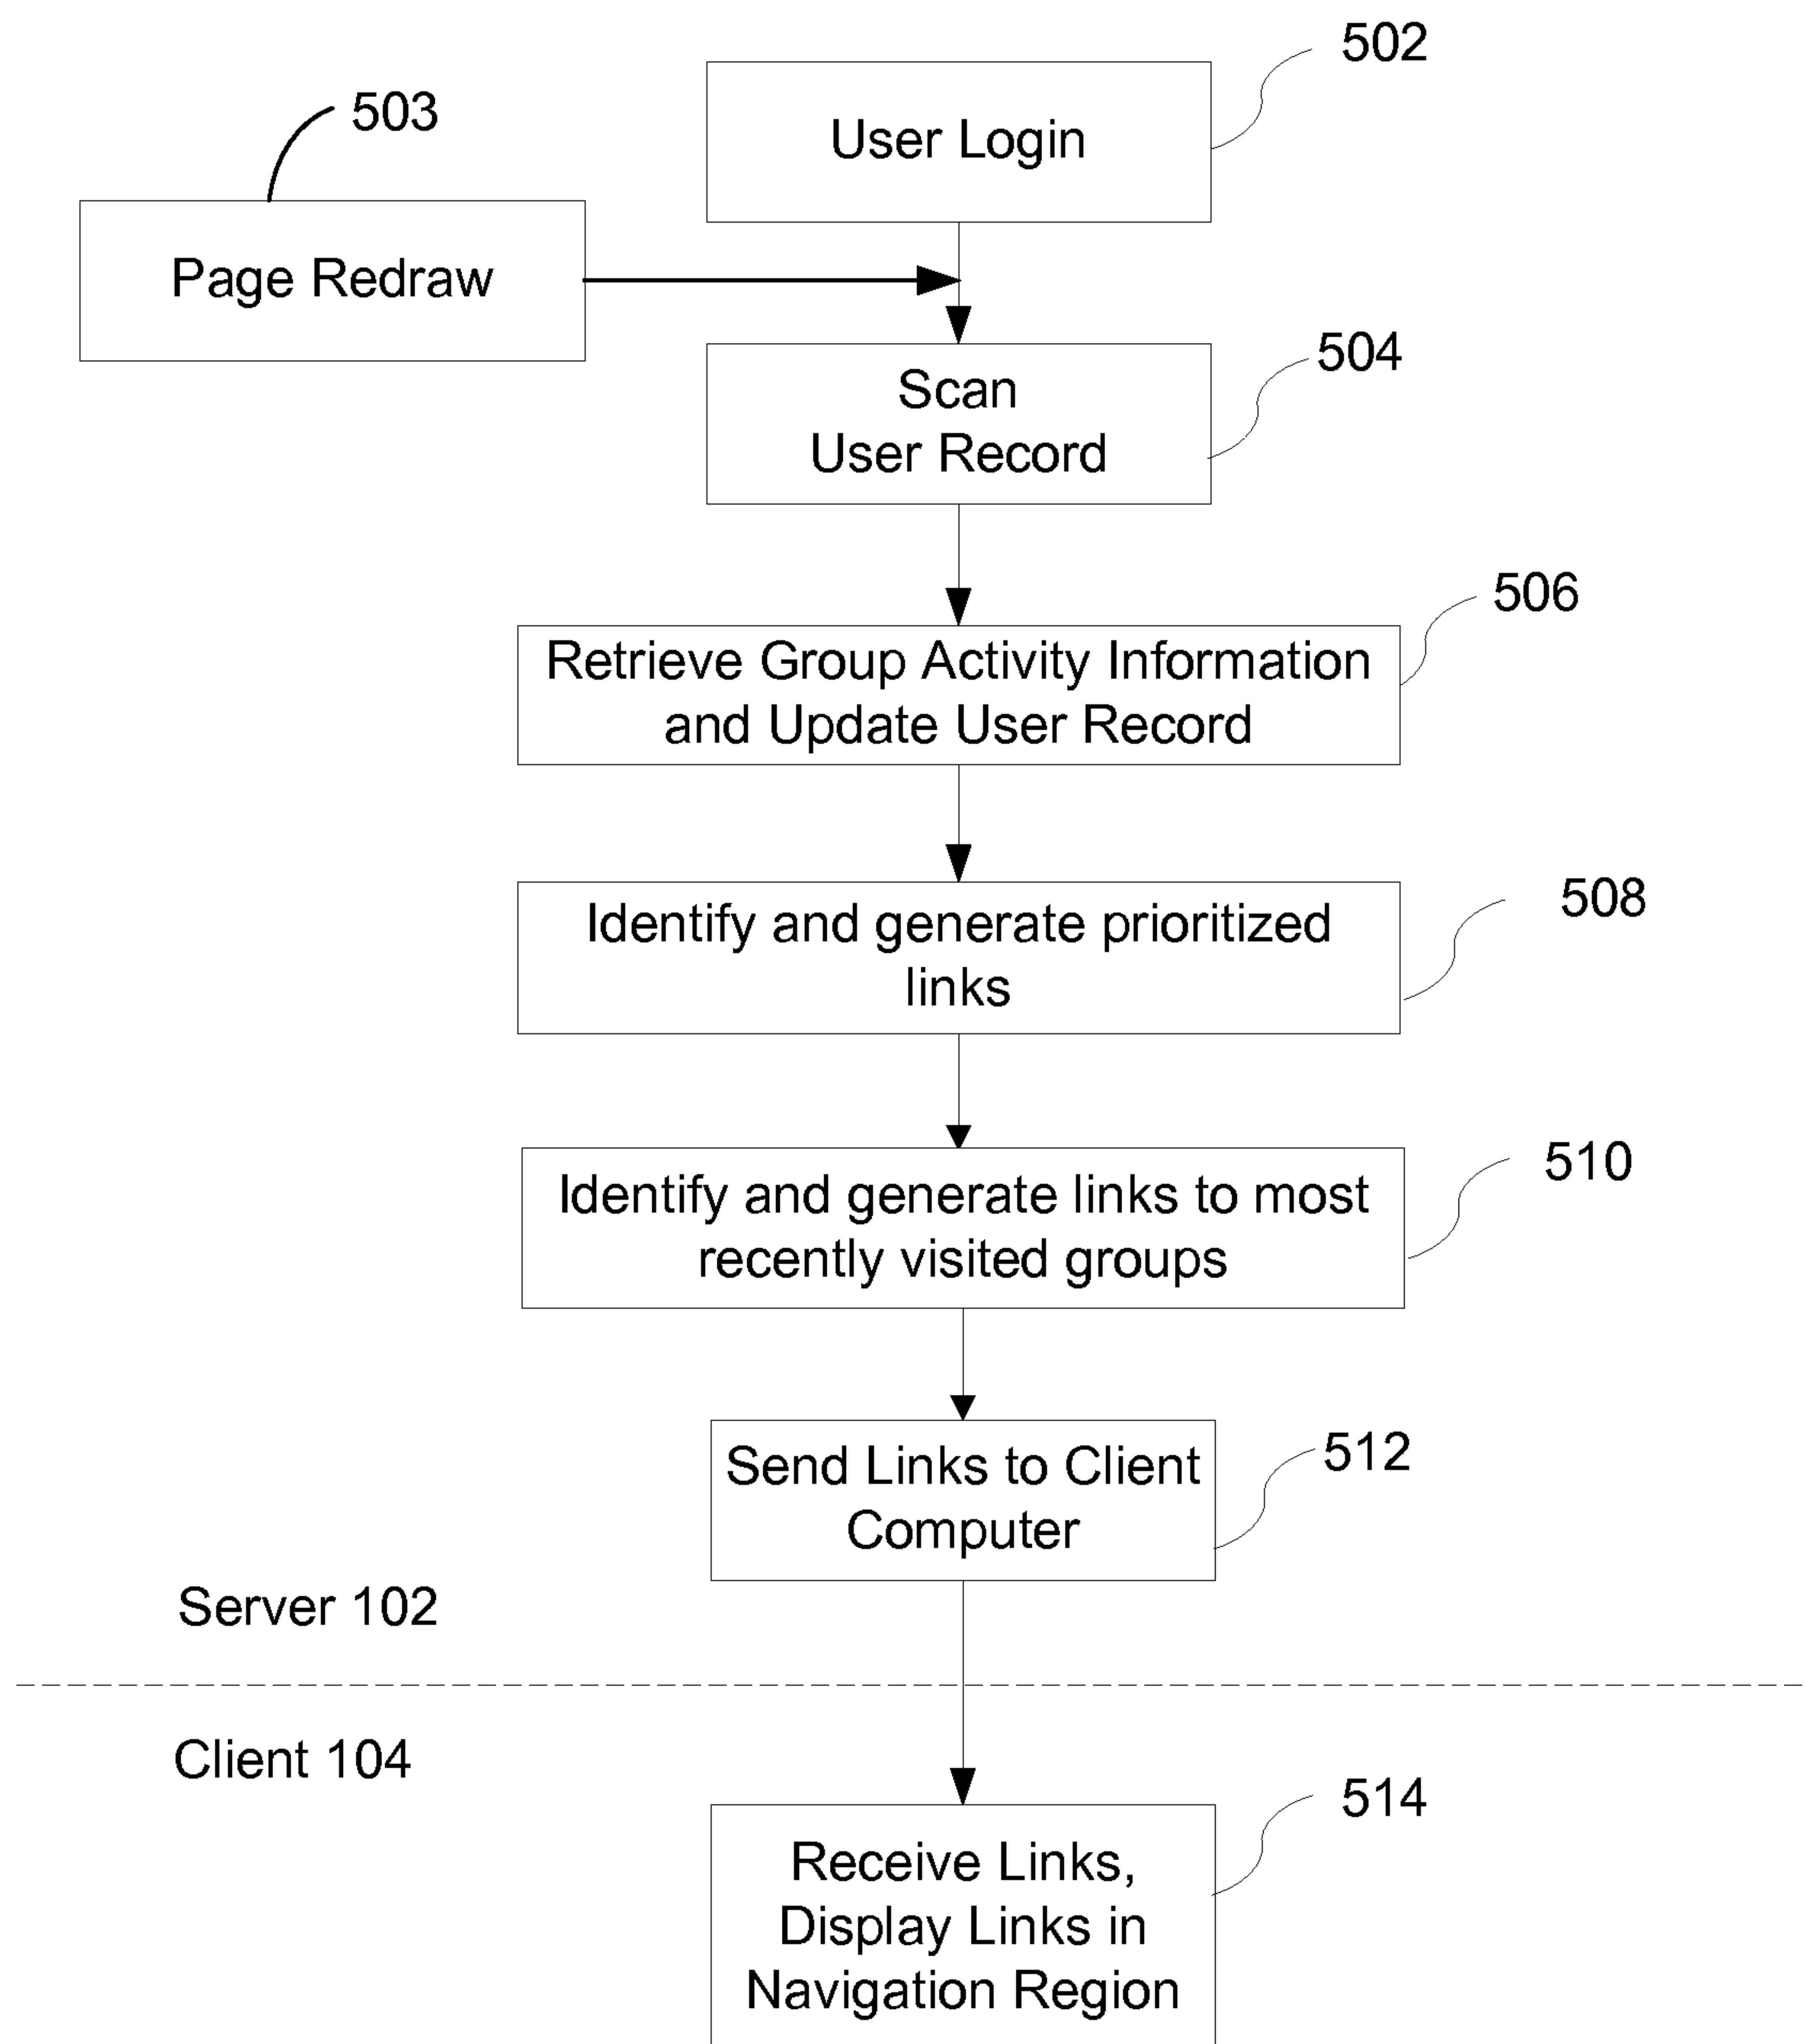 502
User Login
503
Page Redraw
504
Scan
User Record
506
Retrieve Group Activity Information
and Update User Record
508
Identify and generate prioritized
links
510
Identify and generate links to most
recently visited groups
512
Send Links to Client
Computer
Server 102
Client 104
514
Receive Links,
Display Links in
Navigation Region